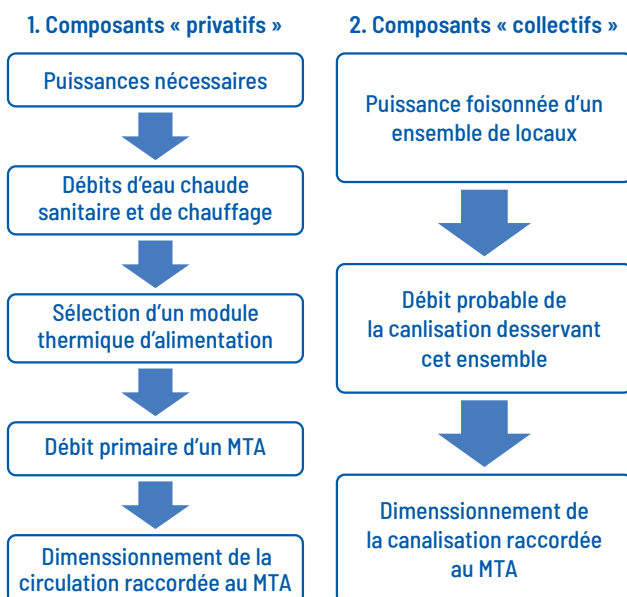 1. Composants « privatifs »
Puissances nécessaires
Débits d'eau chaude
sanitaire et de chauffage
Sélection d'un module
thermique d'alimentation
Débit primaire d'un MTA
Dimenssionnement de la
circulation raccordée au MTA
2. Composants « collectifs »
Puissance foisonnée d'un
ensemble de locaux
Débit probable de
la canlisation desservant
cet ensemble
Dimenssionnement de
la canalisation raccordée
au MTA